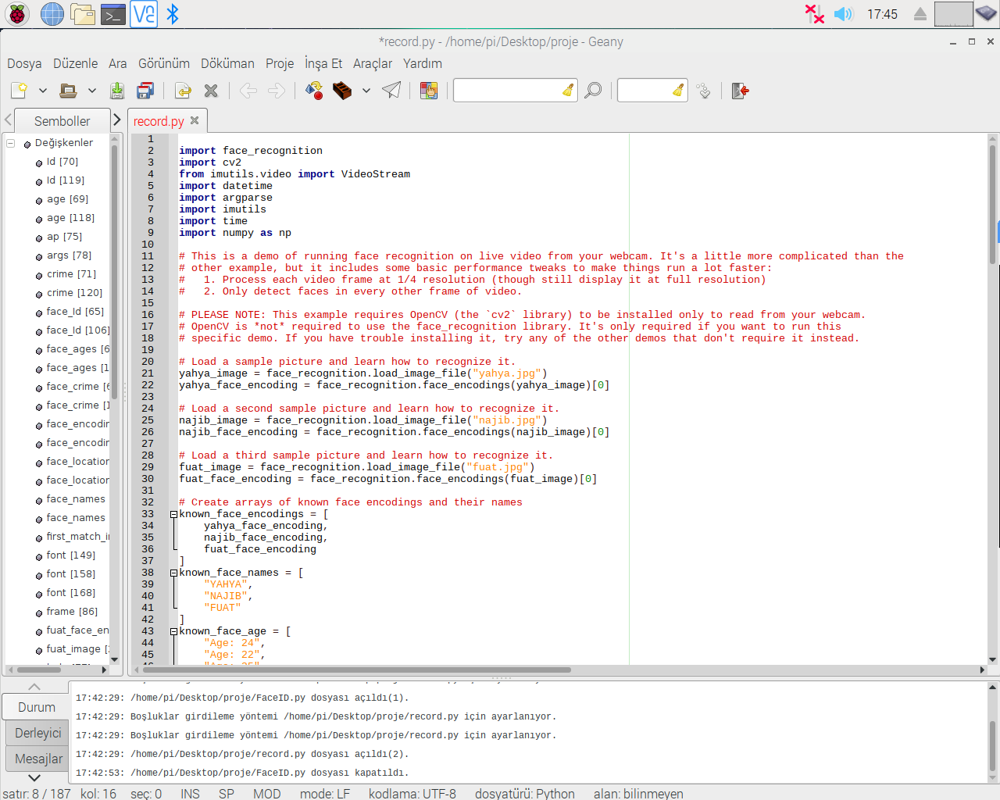 17:45
*record.py - /home/pi/Desktop/proje - Geany
Dosya Düzenle Ara Görünüm Döküman Proje İnşa Et Araçlar Yardım
Semboller
record.py
Değişkenler
Id [70]
Id [119]
age [69]
age [118]
ap [75]
args [78]
crime [71]
crime [120]
face_Id [65]
face_Id [106]
face_ages [6
face_ages [1
face_crime [6
face_crime [1
face_encodin
face_encodin
face_location
face_location
face_names
face_names
first_match_i
font [149]
font [158]
font [168]
frame [86]
fuat_face_en
fuat_image [
1
2 import face_recognition
3 import cv2
4 from imutils.video import VideoStream
5 import datetime
6 import argparse
7 import imutils
8 import time
9 import numpy as np
10
11 # This is a demo of running face recognition on live video from your webcam. It's a little more complicated than the
12 # other example, but it includes some basic performance tweaks to make things run a lot faster:
13 #   1. Process each video frame at 1/4 resolution (though still display it at full resolution)
14 #   2. Only detect faces in every other frame of video.
15
16 # PLEASE NOTE: This example requires OpenCV (the `cv2` library) to be installed only to read from your webcam.
17 # OpenCV is *not* required to use the face_recognition library. It's only required if you want to run this
18 # specific demo. If you have trouble installing it, try any of the other demos that don't require it instead.
19
20 # Load a sample picture and learn how to recognize it.
21 yahya_image = face_recognition.load_image_file("yahya.jpg")
22 yahya_face_encoding = face_recognition.face_encodings(yahya_image)[0]
23
24 # Load a second sample picture and learn how to recognize it.
25 najib_image = face_recognition.load_image_file("najib.jpg")
26 najib_face_encoding = face_recognition.face_encodings(najib_image)[0]
27
28 # Load a third sample picture and learn how to recognize it.
29 fuat_image = face_recognition.load_image_file("fuat.jpg")
30 fuat_face_encoding = face_recognition.face_encodings(fuat_image)[0]
31
32 # Create arrays of known face encodings and their names
33 known_face_encodings = [
34     yahya_face_encoding,
35     najib_face_encoding,
36     fuat_face_encoding
37 ]
38 known_face_names = [
39     "YAHYA",
40     "NAJIB",
41     "FUAT"
42 ]
43 known_face_age = [
44     "Age: 24",
45     "Age: 22",
Durum
Derleyici
Mesajlar
17:42:29: /home/pi/Desktop/proje/FaceID.py dosyası açıldı(1).
17:42:29: Boşluklar girdileme yöntemi /home/pi/Desktop/proje/record.py için ayarlanıyor.
17:42:29: Boşluklar girdileme yöntemi /home/pi/Desktop/proje/record.py için ayarlanıyor.
17:42:29: /home/pi/Desktop/proje/record.py dosyası açıldı(2).
17:42:53: /home/pi/Desktop/proje/FaceID.py dosyası kapatıldı.
satır: 8 / 187 kol: 16 seç: 0 INS SP MOD mode: LF kodlama: UTF-8 dosyatürü: Python alan: bilinmeyen